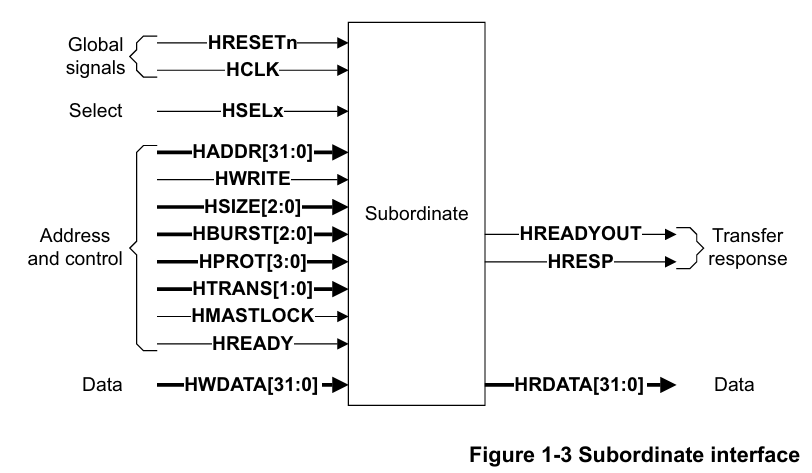 Global
signals
HRESETn
HCLK
Select
HSELx
Address
and control
HADDR[31:0]
HWRITE
HSIZE[2:0]
HBURST[2:0]
HPROT[3:0]
HTRANS[1:0]
HMASTLOCK
HREADY
Data
HWDATA[31:0]
Subordinate
HREADYOUT
HRESP
Transfer
response
HRDATA[31:0]
Data
Figure 1-3 Subordinate interface